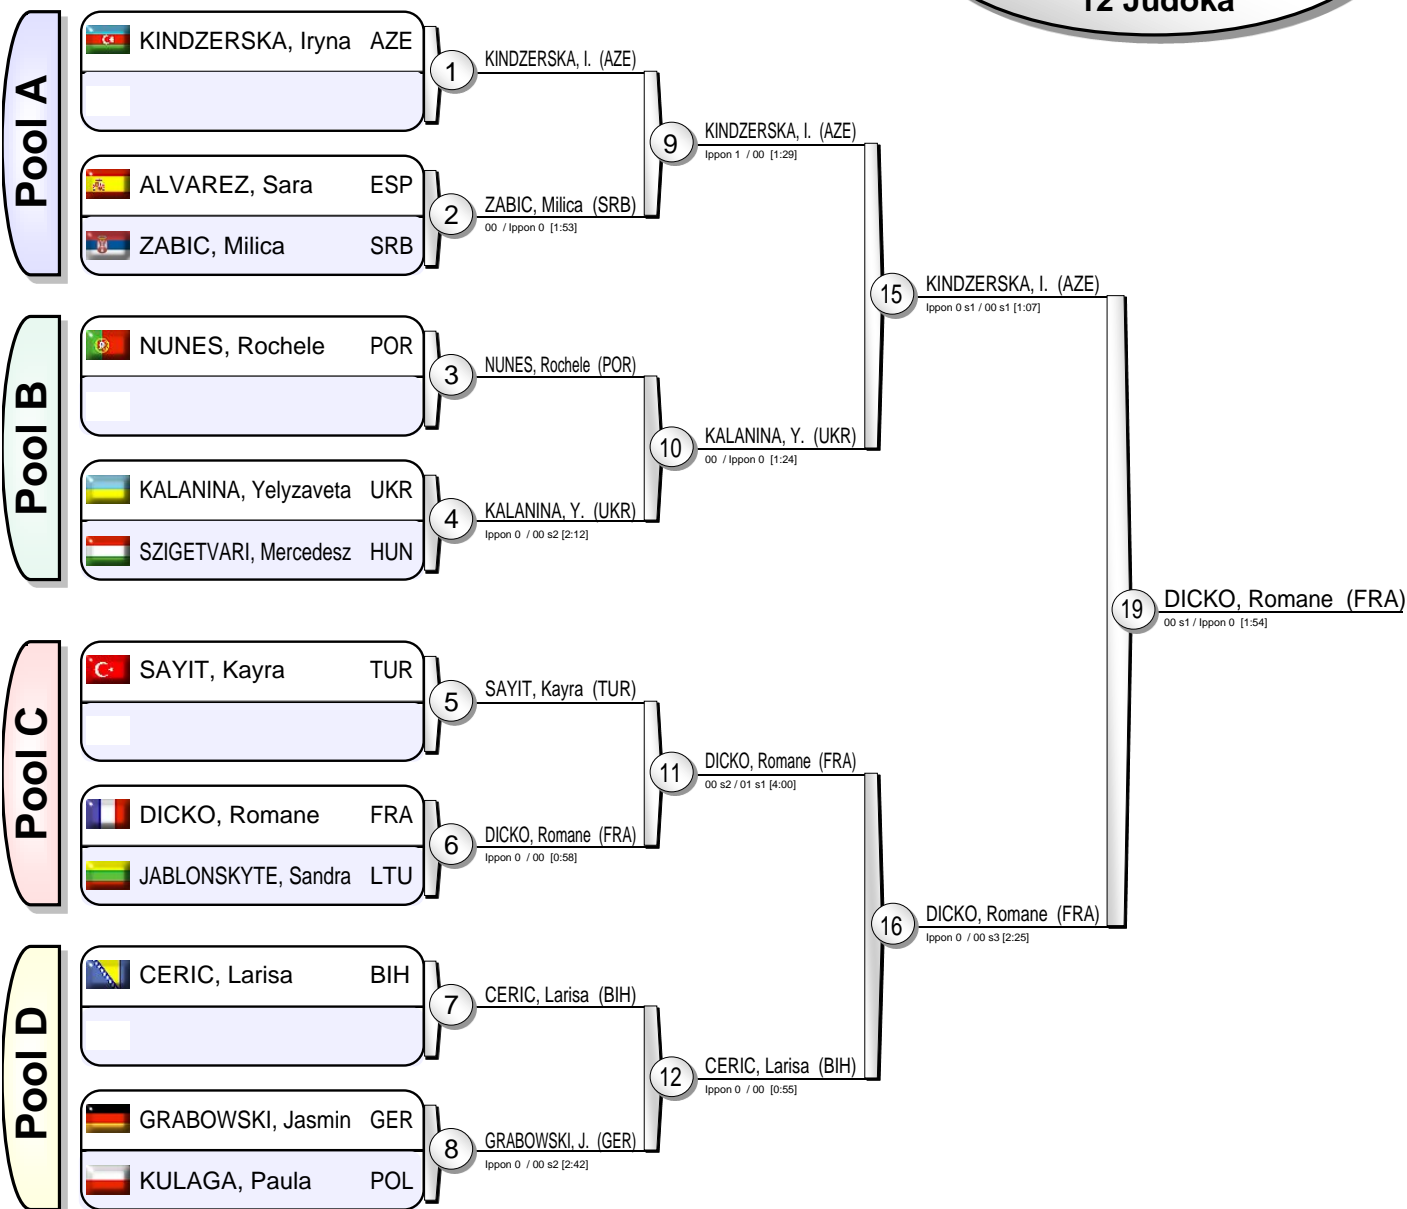 12 Judoka
Pool A
KINDZERSKA, Iryna AZE
1
KINDZERSKA, I. (AZE)
ALVAREZ, Sara ESP
ZABIC, Milica SRB
2
ZABIC, Milica (SRB)
00 / Ippon 0 [1:53]
9
KINDZERSKA, I. (AZE)
Ippon 1 / 00 [1:29]
Pool B
NUNES, Rochele POR
3
NUNES, Rochele (POR)
KALANINA, Yelyzaveta UKR
SZIGETVARI, Mercedesz HUN
4
KALANINA, Y. (UKR)
Ippon 0 / 00 s2 [2:12]
10
KALANINA, Y. (UKR)
00 / Ippon 0 [1:24]
15
KINDZERSKA, I. (AZE)
Ippon 0 s1 / 00 s1 [1:07]
Pool C
SAYIT, Kayra TUR
5
SAYIT, Kayra (TUR)
DICKO, Romane FRA
JABLONSKYTE, Sandra LTU
6
DICKO, Romane (FRA)
Ippon 0 / 00 [0:58]
11
DICKO, Romane (FRA)
00 s2 / 01 s1 [4:00]
Pool D
CERIC, Larisa BIH
7
CERIC, Larisa (BIH)
GRABOWSKI, Jasmin GER
KULAGA, Paula POL
8
GRABOWSKI, J. (GER)
Ippon 0 / 00 s2 [2:42]
12
CERIC, Larisa (BIH)
Ippon 0 / 00 [0:55]
16
DICKO, Romane (FRA)
Ippon 0 / 00 s3 [2:25]
19
DICKO, Romane (FRA)
00 s1 / Ippon 0 [1:54]